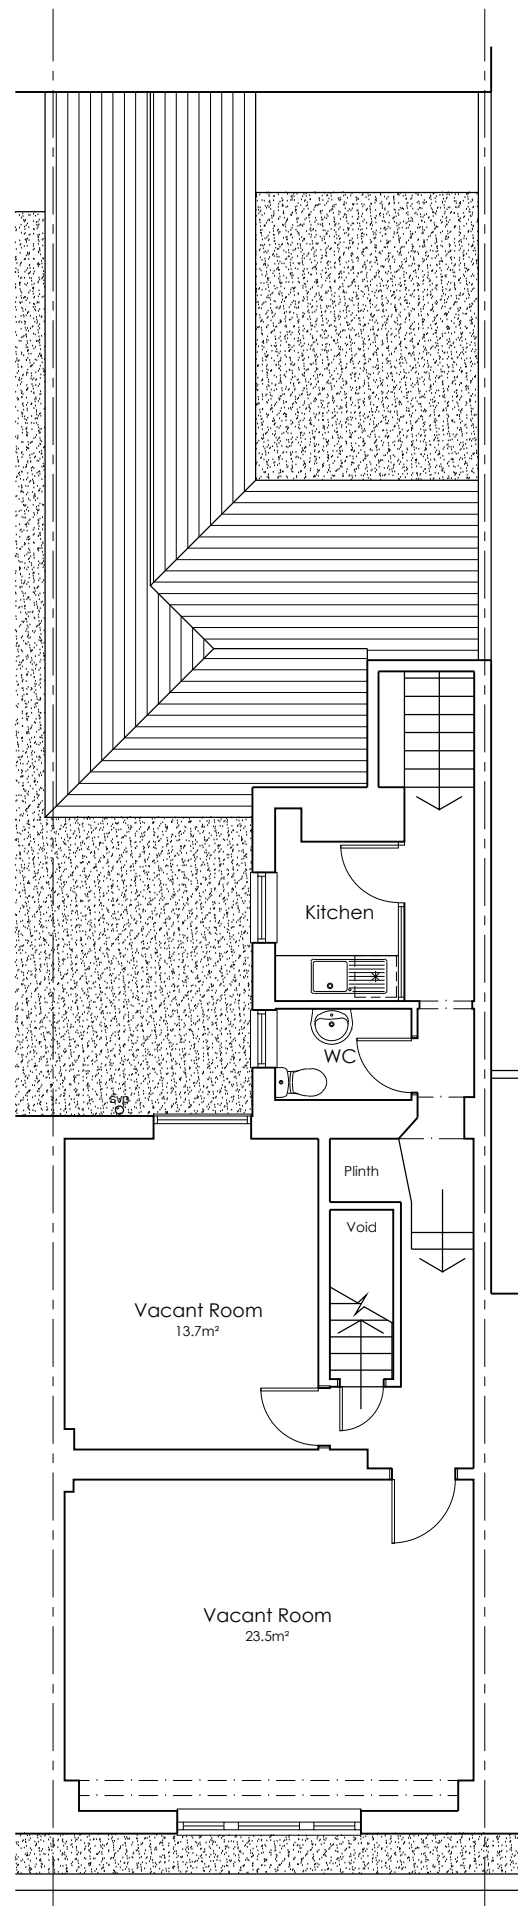 Kitchen
WC
svp
Plinth
Void
Vacant Room
13.7m²
Vacant Room
23.5m²